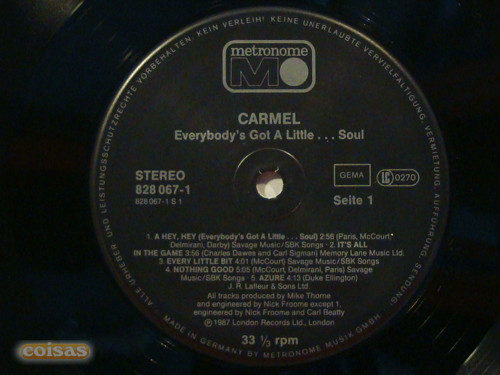 ALLE URHEBER- UND LEISTUNGSSCHUTZRECHTE VORBEHALTEN. KEIN VERLEIH! KEINE UNERLAUBTE VERVIELFÄLTIGUNG, VERMIETUNG, AUFFÜHRUNG, SENDUNG.
metronome
M
CARMEL
Everybody's Got A Little ... Soul
STEREO
828 067-1
828 067-1 S 1
GEMA
LC 0270
Seite 1
1. A HEY, HEY (Everybody's Got A Little ... Soul) 2:56 (Paris, McCourt,
Delmirani, Darby) Savage Music/SBK Songs · 2. IT'S ALL
IN THE GAME 3:56 (Charles Dawes and Carl Sigman) Memory Lane Music Ltd.
3. EVERY LITTLE BIT 4:01 (McCourt) Savage Music/SBK Songs
4. NOTHING GOOD 5:05 (McCourt, Delmirani, Paris) Savage
Music/SBK Songs · 5. AZURE 4:13 (Duke Ellington)
J. R. Lafleur & Sons Ltd.
All tracks produced by Mike Thorne
and engineered by Nick Froome except 1.
engineered by Nick Froome and Carl Beatty
℗ 1987 London Records Ltd., London
33 ⅓ rpm
MADE IN GERMANY BY METRONOME MUSIK GMBH
coisas